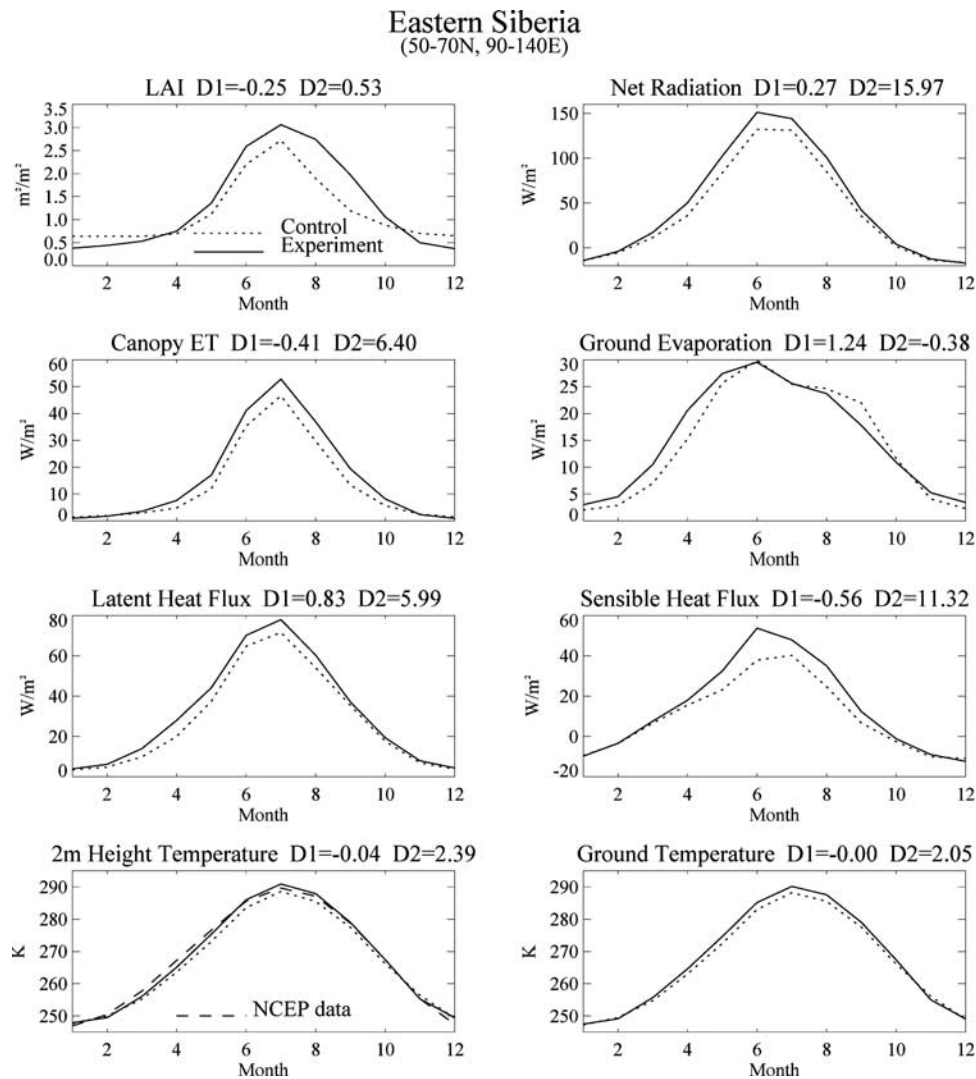 Eastern Siberia
(50-70N, 90-140E)
LAI D1=-0.25 D2=0.53
3.5
3.0
2.5
2.0
1.5
1.0
0.5
0.0
m²/m²
Control
Experiment
2 4 6 8 10 12
Month
Net Radiation D1=0.27 D2=15.97
150
100
50
0
W/m²
2 4 6 8 10 12
Month
Canopy ET D1=-0.41 D2=6.40
60
50
40
30
20
10
0
W/m²
2 4 6 8 10 12
Month
Ground Evaporation D1=1.24 D2=-0.38
30
25
20
15
10
5
0
W/m²
2 4 6 8 10 12
Month
Latent Heat Flux D1=0.83 D2=5.99
80
60
40
20
0
W/m²
2 4 6 8 10 12
Month
Sensible Heat Flux D1=-0.56 D2=11.32
60
40
20
0
-20
W/m²
2 4 6 8 10 12
Month
2m Height Temperature D1=-0.04 D2=2.39
290
280
270
260
250
K
NCEP data
2 4 6 8 10 12
Month
Ground Temperature D1=-0.00 D2=2.05
290
280
270
260
250
K
2 4 6 8 10 12
Month